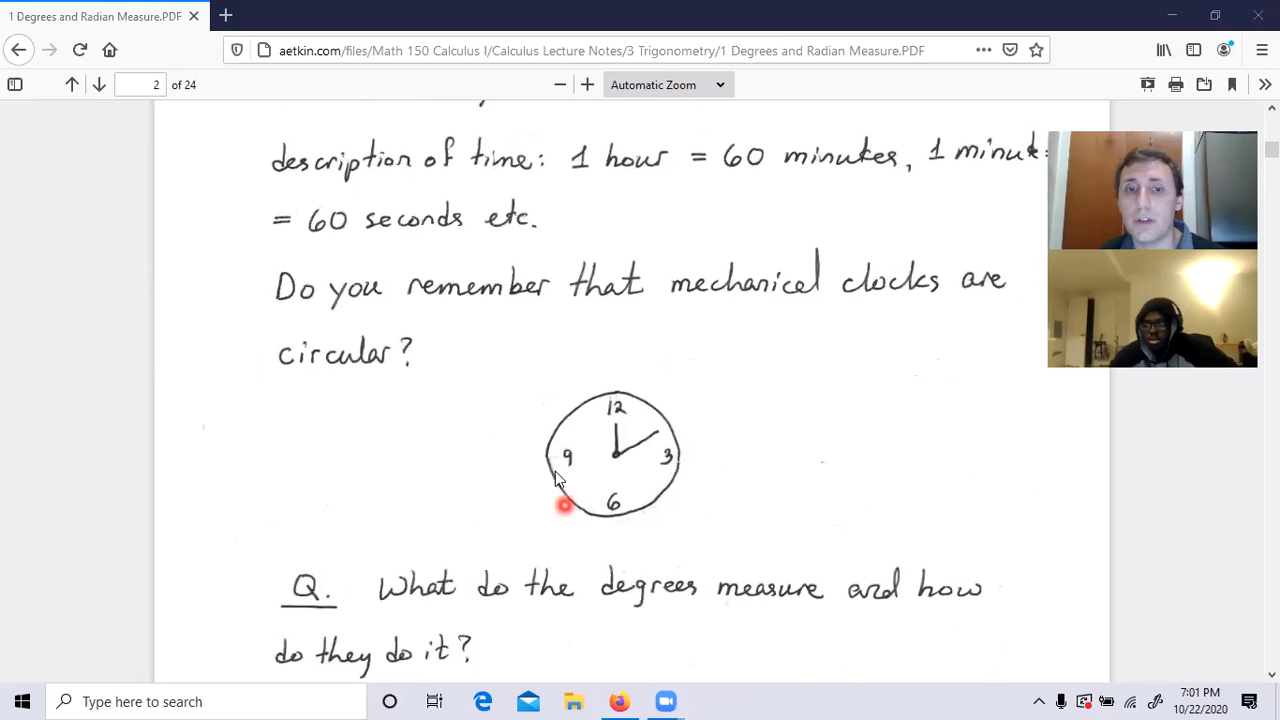 1 Degrees and Radian Measure.PDF
aetkin.com/files/Math 150 Calculus I/Calculus Lecture Notes/3 Trigonometry/1 Degrees and Radian Measure.PDF
2 of 24
Automatic Zoom
description of time: 1 hour = 60 minutes, 1 minut
= 60 seconds etc.
Do you remember that mechanical clocks are
circular?
12
9 3
6
Q. What do the degrees measure and how
do they do it?
Type here to search
7:01 PM
10/22/2020